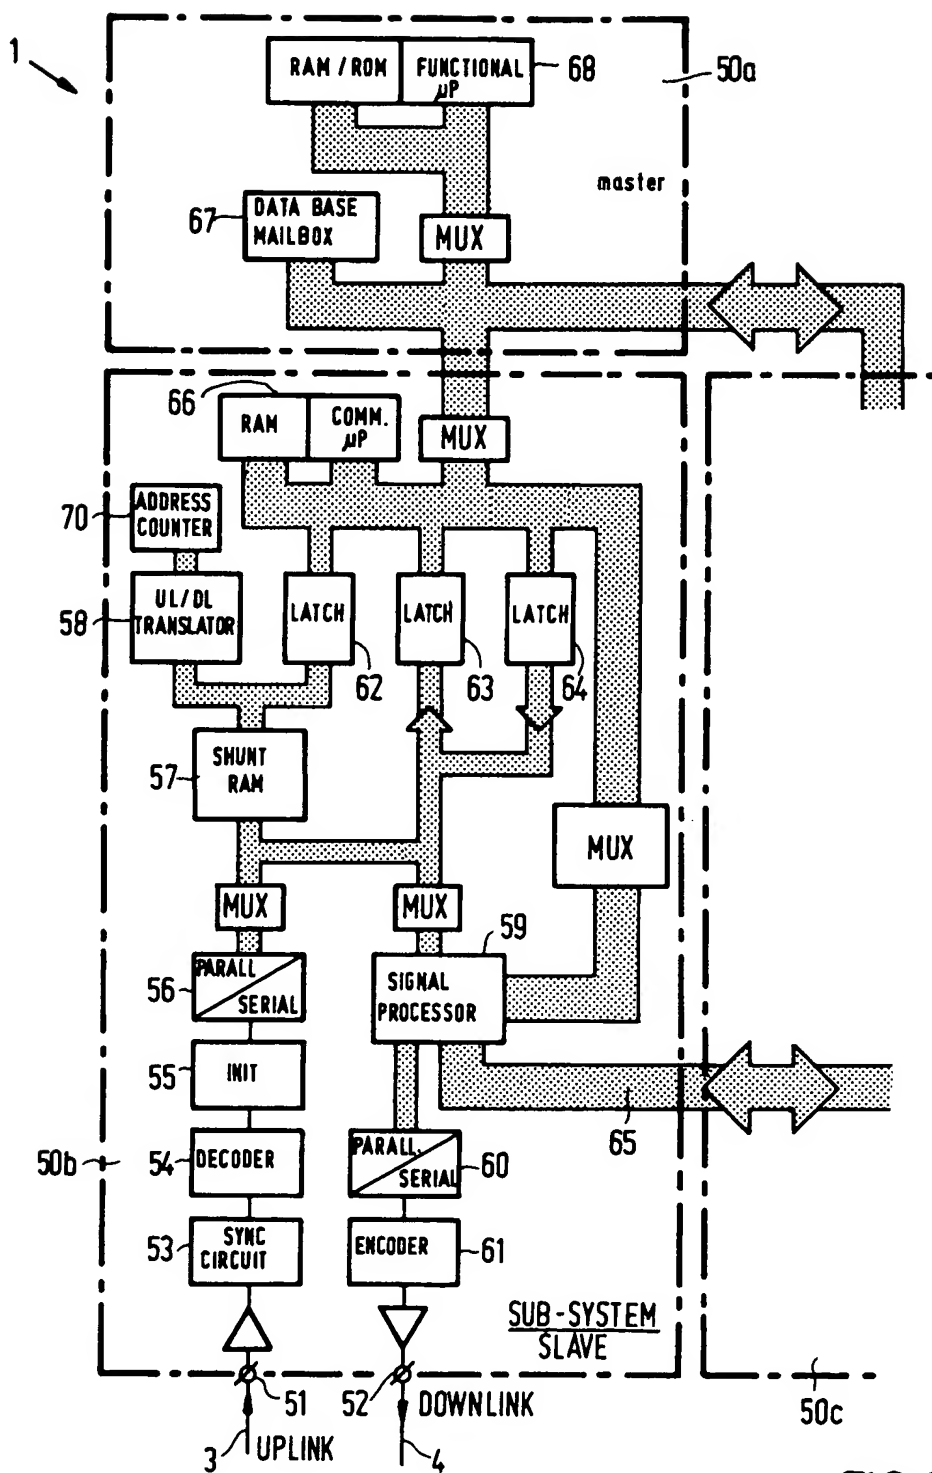 1
RAM / ROM
FUNCTIONAL
µP
68
50a
master
67
DATA BASE
MAILBOX
MUX
66
RAM
COMM.
µP
MUX
70
ADDRESS
COUNTER
58
UL/DL
TRANSLATOR
LATCH
LATCH
LATCH
62
63
64
57
SHUNT
RAM
MUX
MUX
MUX
59
56
PARALL
SERIAL
SIGNAL
PROCESSOR
55
INIT
65
50b
54
DECODER
PARALL.
SERIAL
60
53
SYNC
CIRCUIT
ENCODER
61
SUB-SYSTEM
SLAVE
51
52
DOWNLINK
50c
3
UPLINK
4